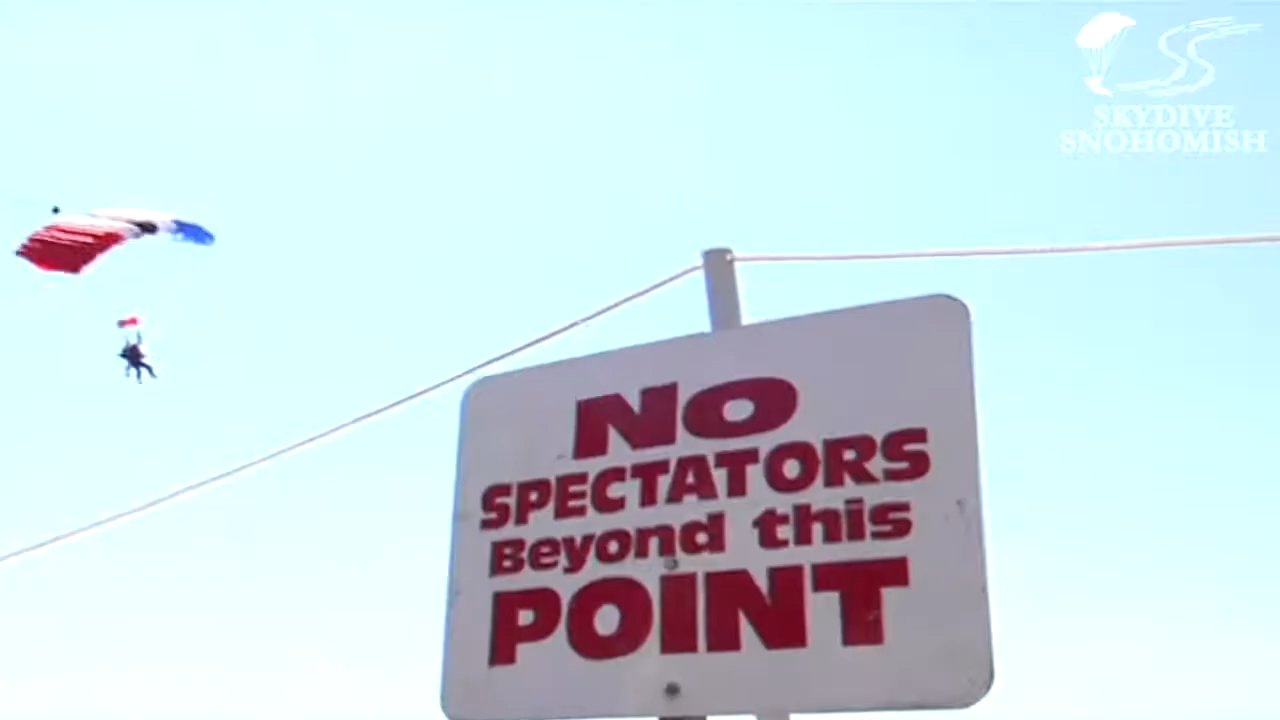 SKYDIVE
SNOHOMISH
NO
SPECTATORS
Beyond this
POINT